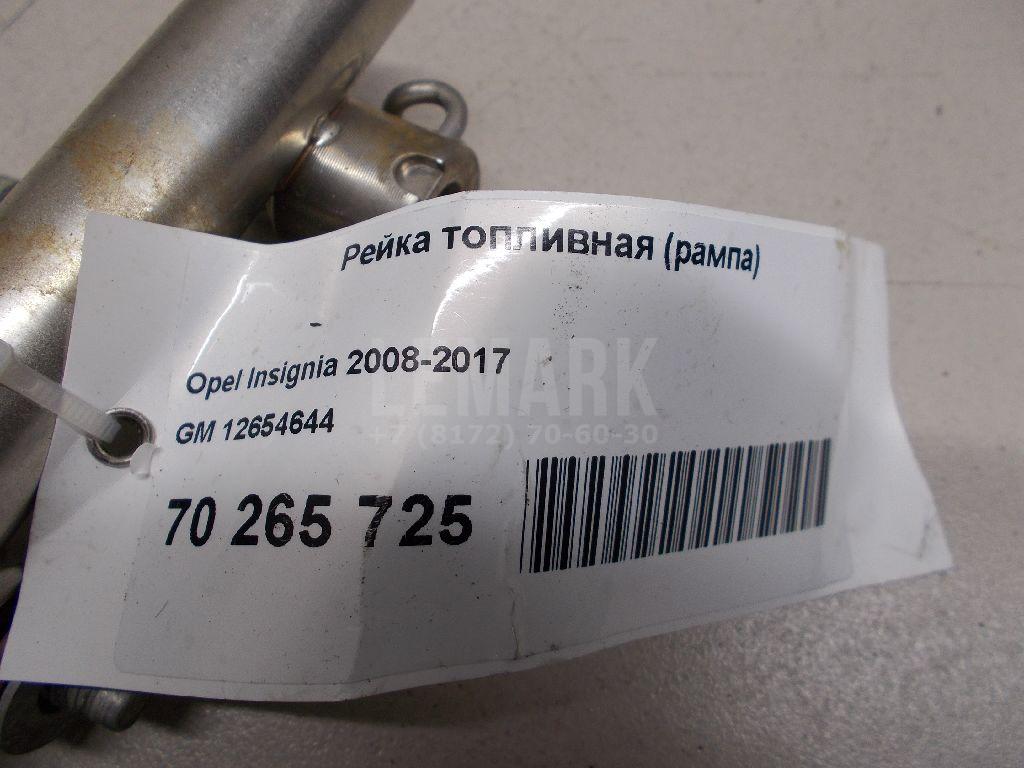 Рейка топливная (рампа)
Opel Insignia 2008-2017
GM 12654644
LEMARK
+7 (8172) 70-60-30
70 265 725